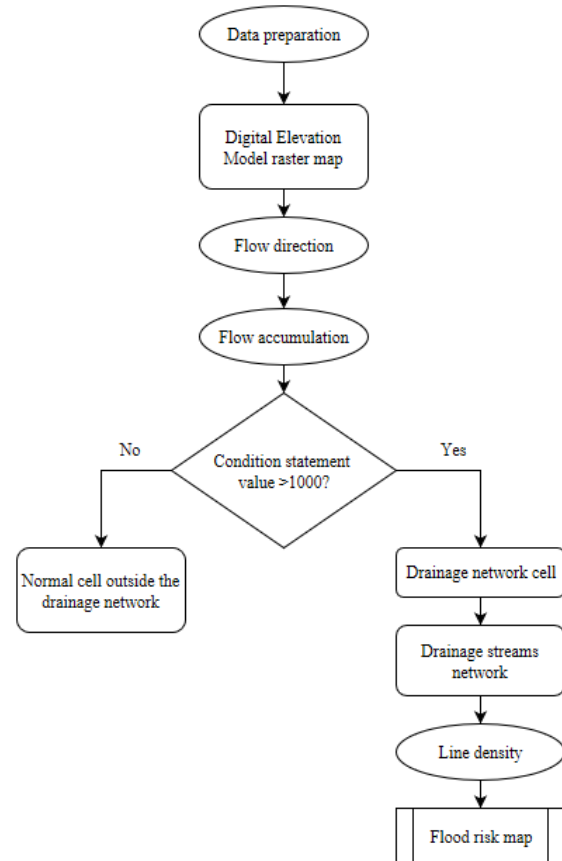 Data preparation
Digital Elevation
Model raster map
Flow direction
Flow accumulation
No
Condition statement
value >1000?
Yes
Normal cell outside the
drainage network
Drainage network cell
Drainage streams
network
Line density
Flood risk map